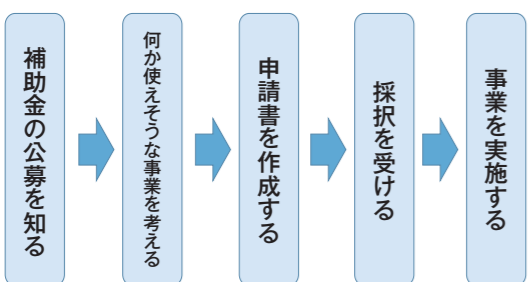 補助金の公募を知る
何か使えそうな事業を考える
申請書を作成する
採択を受ける
事業を実施する